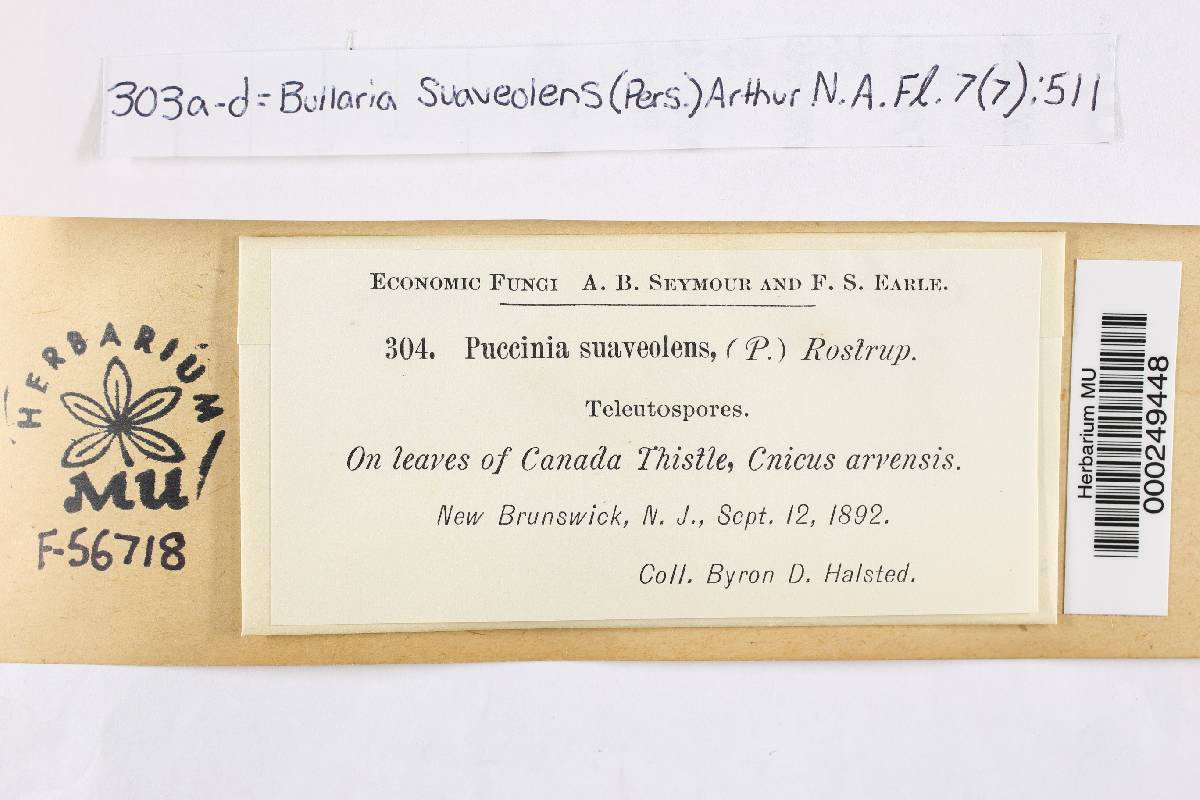 303a-d = Bullaria Suaveolens (Pers.) Arthur N.A.Fl. 7(7):511
ECONOMIC FUNGI A. B. SEYMOUR AND F. S. EARLE.
304. Puccinia suaveolens, (P.) Rostrup.
Teleutospores.
On leaves of Canada Thistle, Cnicus arvensis.
New Brunswick, N. J., Sept. 12, 1892.
Coll. Byron D. Halsted.
HERBARIUM
MU
F-56718
Herbarium MU
000249448